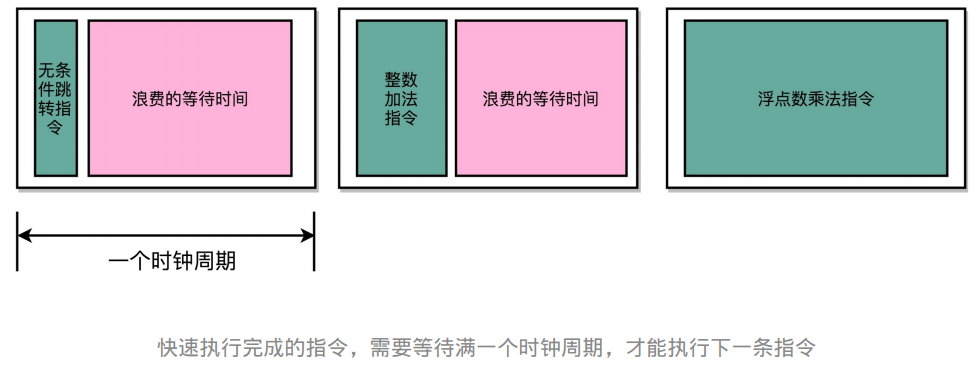 无条
件跳
转指
令
浪费的等待时间
整数
加法
指令
浪费的等待时间
浮点数乘法指令
一个时钟周期
快速执行完成的指令，需要等待满一个时钟周期，才能执行下一条指令